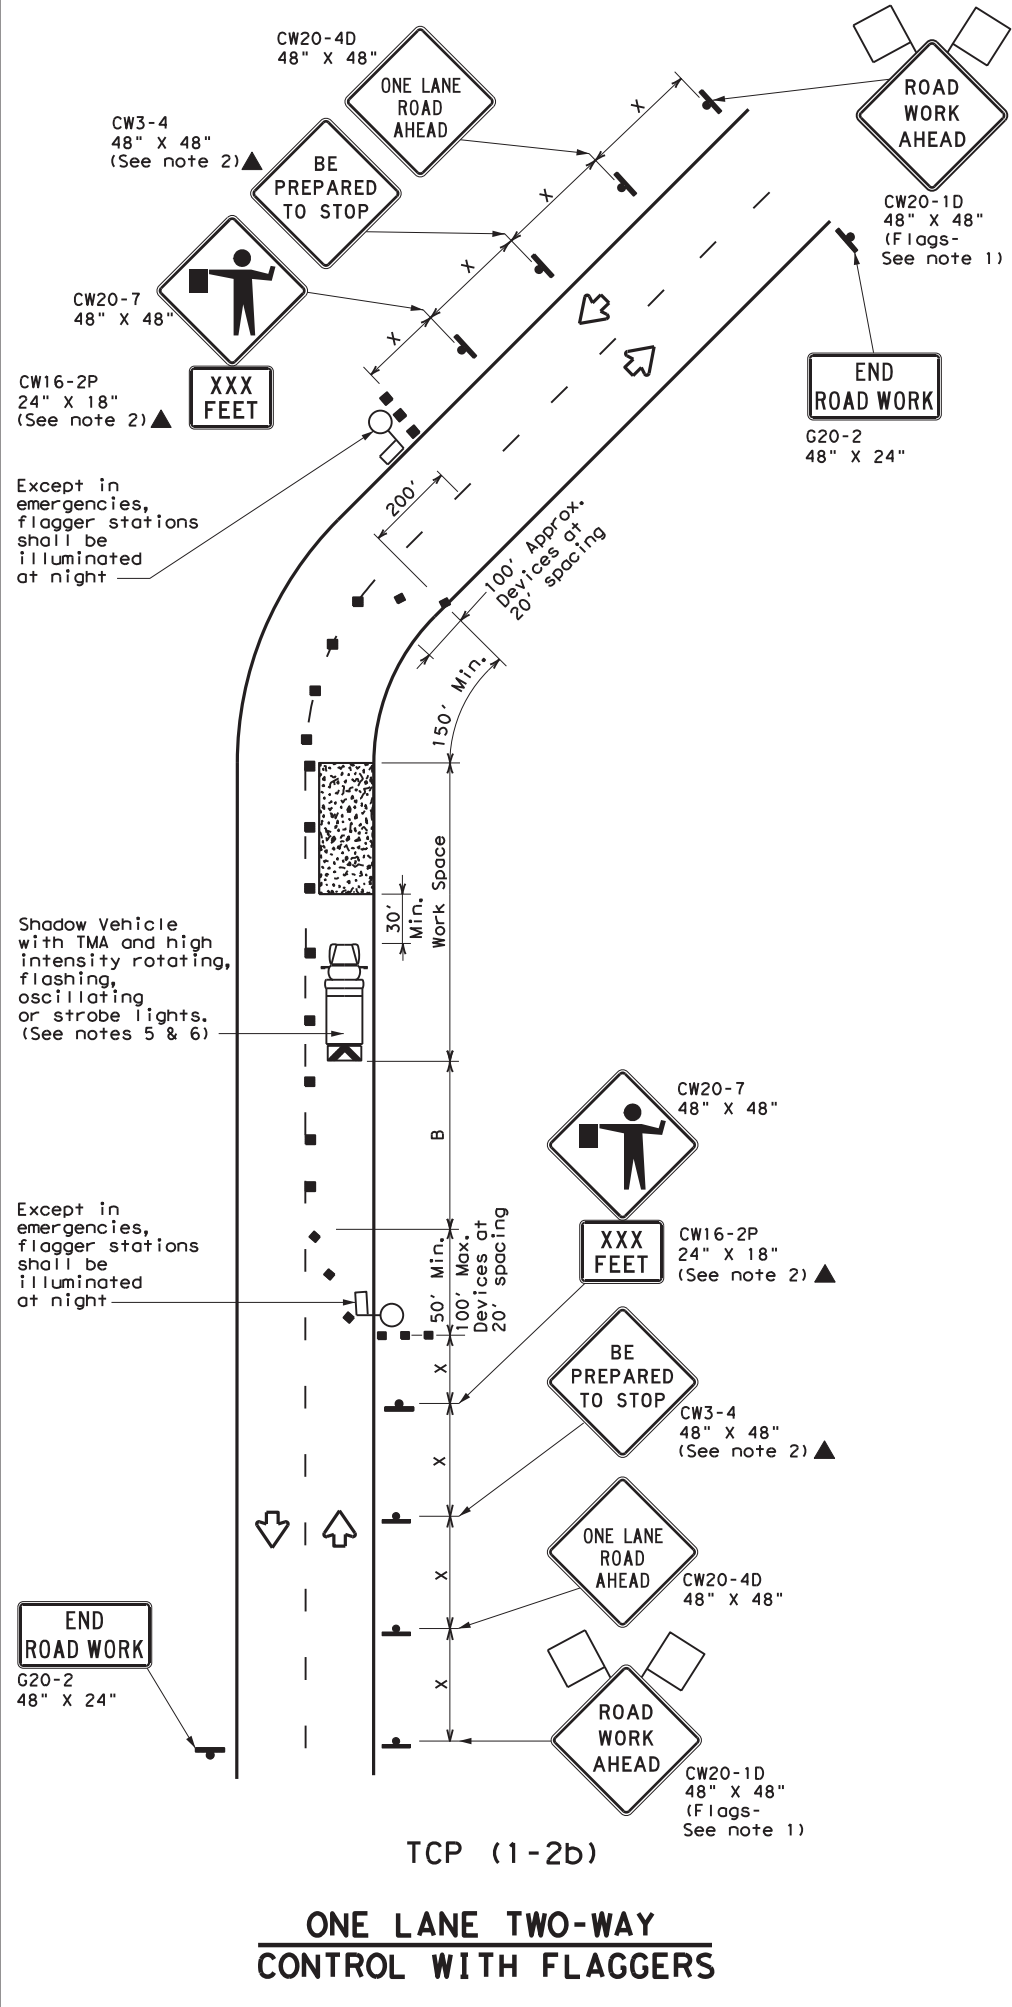 CW20-4D
48" X 48"
ONE LANE
ROAD
AHEAD
CW3-4
48" X 48"
(See note 2)▲
BE
PREPARED
TO STOP
CW20-7
48" X 48"
CW16-2P
24" X 18"
(See note 2)▲
XXX
FEET
X
X
X
X
ROAD
WORK
AHEAD
CW20-1D
48" X 48"
(Flags-
See note 1)
END
ROAD WORK
G20-2
48" X 24"
Except in
emergencies,
flagger stations
shall be
illuminated
at night
200'
100' Approx.
Devices at
20' spacing
150' Min.
Work Space
30'
Min.
Shadow Vehicle
with TMA and high
intensity rotating,
flashing,
oscillating
or strobe lights.
(See notes 5 & 6)
B
CW20-7
48" X 48"
XXX
FEET
CW16-2P
24" X 18"
(See note 2)▲
Except in
emergencies,
flagger stations
shall be
illuminated
at night
50' Min.
100' Max.
Devices at
20' spacing
X
X
X
X
BE
PREPARED
TO STOP
CW3-4
48" X 48"
(See note 2)▲
ONE LANE
ROAD
AHEAD
CW20-4D
48" X 48"
END
ROAD WORK
G20-2
48" X 24"
ROAD
WORK
AHEAD
CW20-1D
48" X 48"
(Flags-
See note 1)
TCP (1-2b)
ONE LANE TWO-WAY
CONTROL WITH FLAGGERS